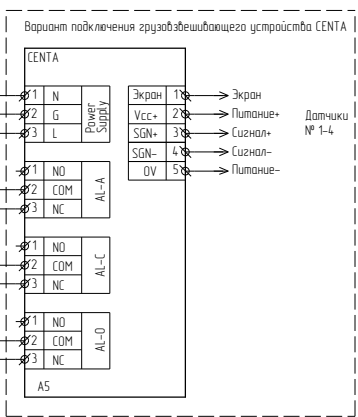 Вариант подключения грузовзвешивающего устройства CENTA
CENTA
1 N
2 G
3 L
Power Supply
1 NO
2 COM
3 NC
AL-A
1 NO
2 COM
3 NC
AL-C
1 NO
2 COM
3 NC
AL-O
A5
Экран 1 Экран
Vcc+ 2 Питание+
SGN+ 3 Сигнал+
SGN- 4 Сигнал-
0V 5 Питание-
Датчики
№ 1-4